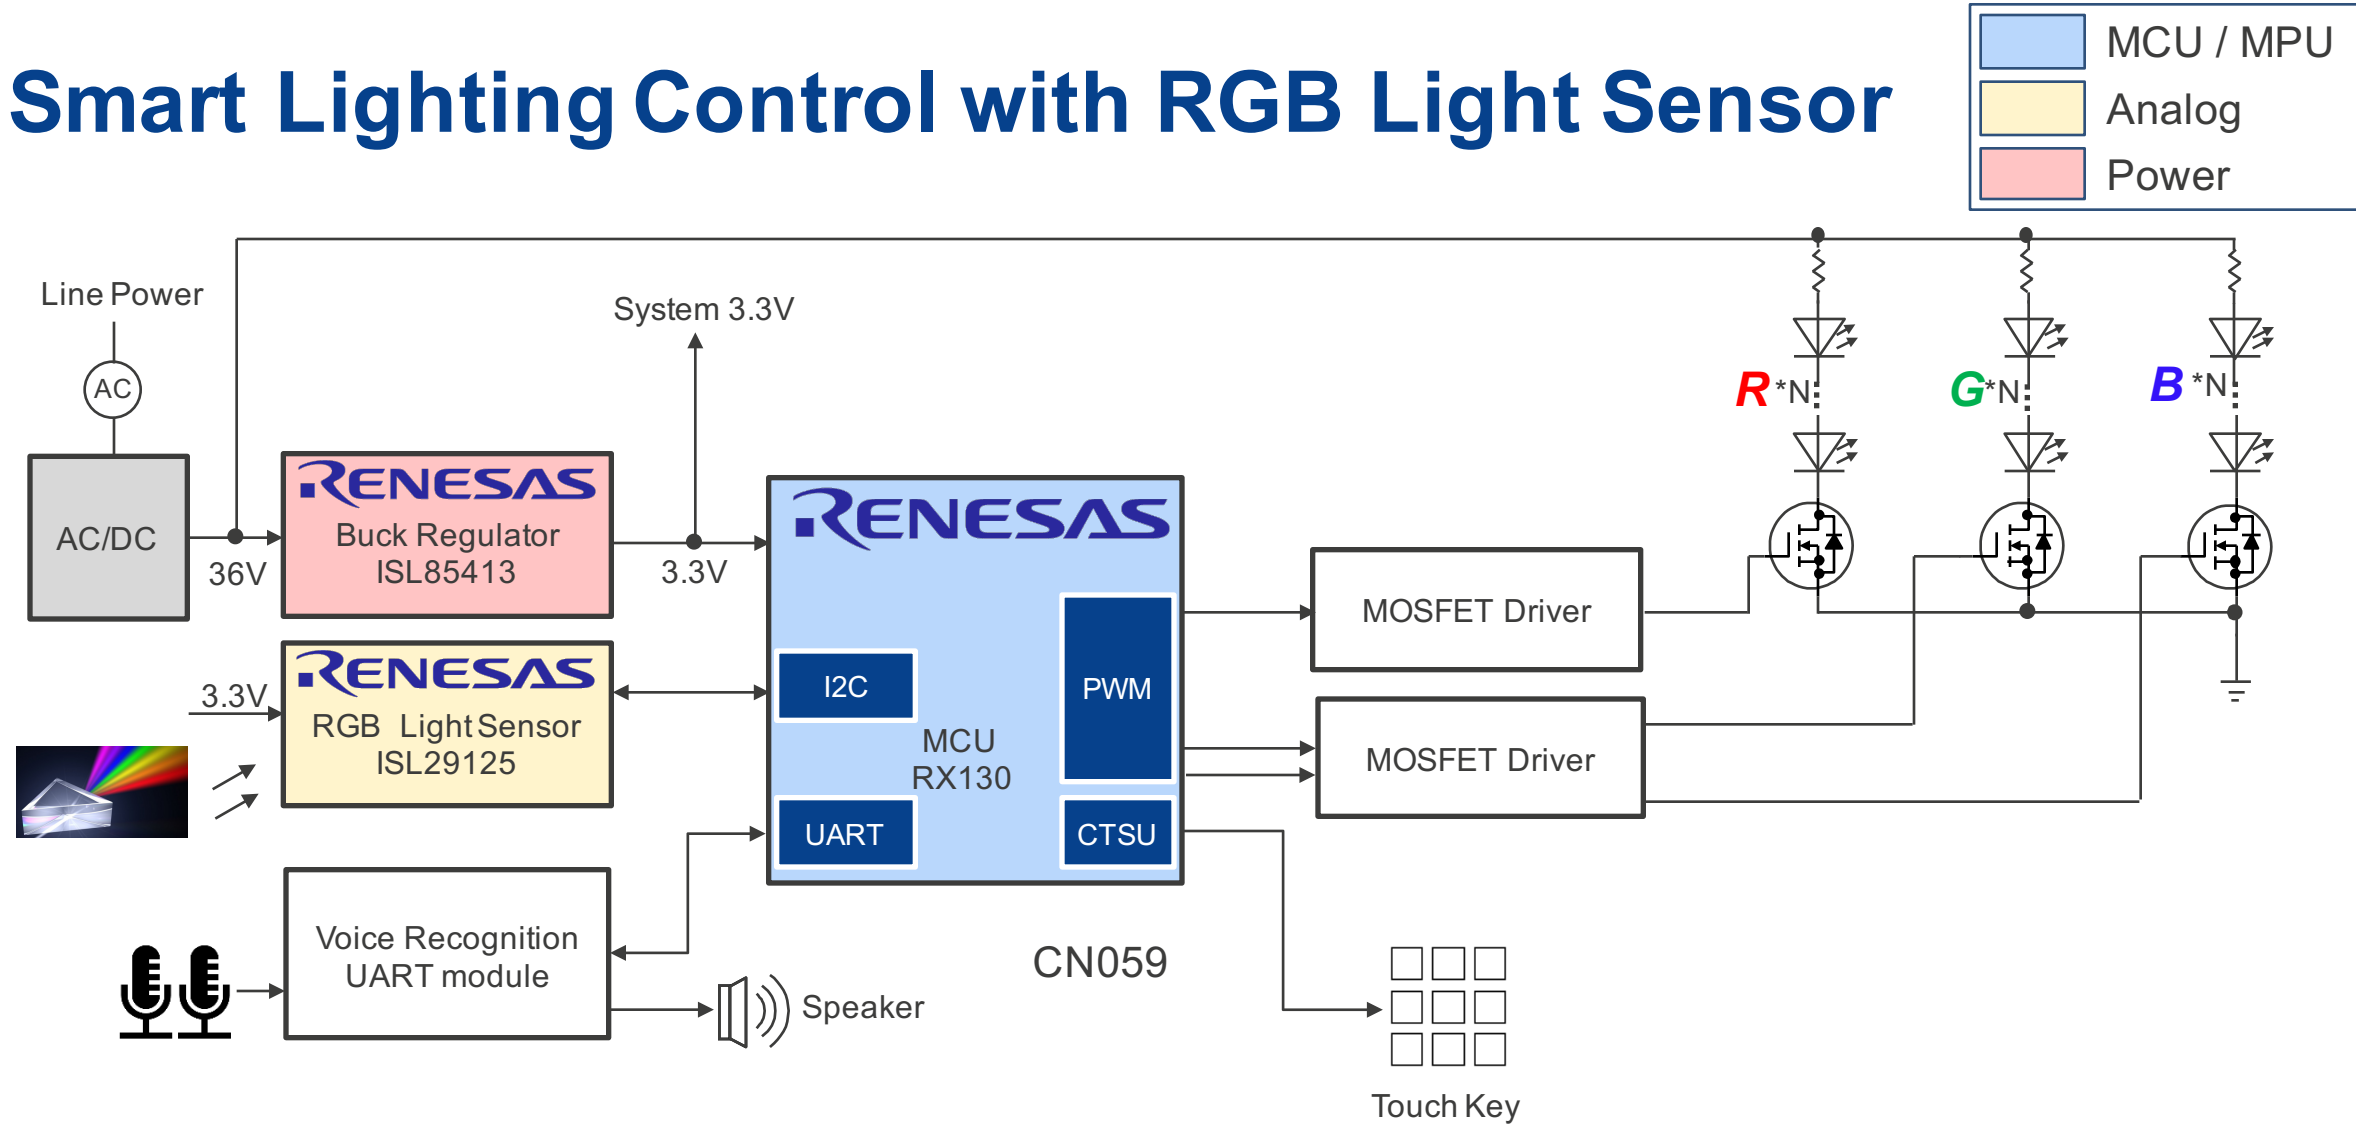 Smart Lighting Control with RGB Light Sensor
MCU / MPU
Analog
Power
Line Power
AC
AC/DC
36V
RENESAS
Buck Regulator
ISL85413
System 3.3V
3.3V
3.3V
RENESAS
RGB Light Sensor
ISL29125
RENESAS
I2C
PWM
MCU
RX130
UART
CTSU
MOSFET Driver
MOSFET Driver
R *N
G *N
B *N
Voice Recognition
UART module
Speaker
CN059
Touch Key